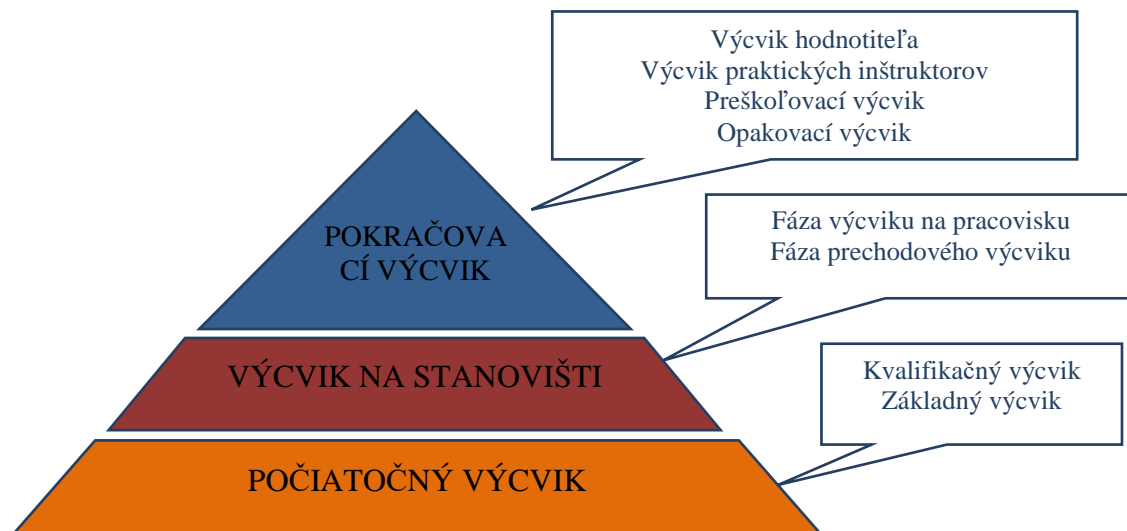 Výcvik hodnotiteľa
Výcvik praktických inštruktorov
Preškoľovací výcvik
Opakovací výcvik
POKRAČOVA
CÍ VÝCVIK
Fáza výcviku na pracovisku
Fáza prechodového výcviku
VÝCVIK NA STANOVIŠTI
Kvalifikačný výcvik
Základný výcvik
POČIATOČNÝ VÝCVIK